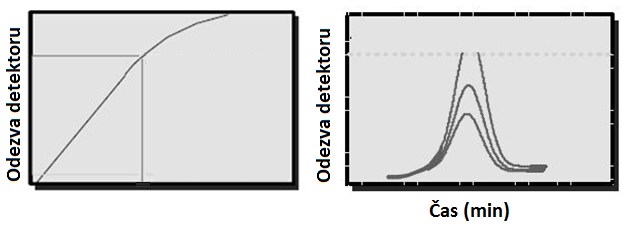 Odezva detektoru
Odezva detektoru
Čas (min)